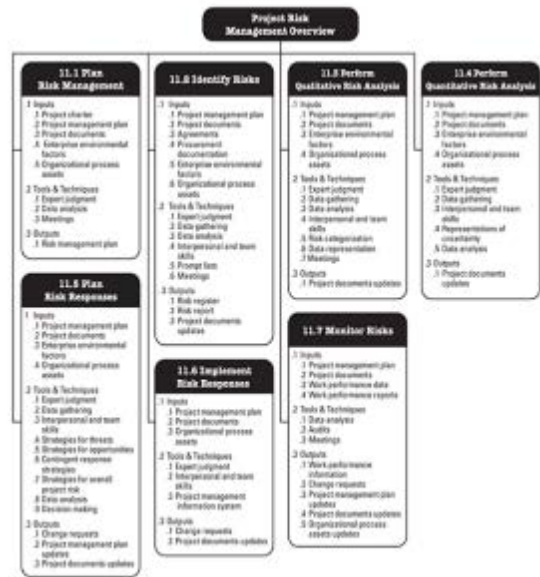 Project Risk
Management Overview
11.1 Plan
Risk Management
.1 Inputs
.1 Project charter
.2 Project management plan
.3 Project documents
.4 Enterprise environmental
factors
.5 Organizational process
assets
.2 Tools & Techniques
.1 Expert judgment
.2 Data analysis
.3 Meetings
.3 Outputs
.1 Risk management plan
11.2 Identify Risks
.1 Inputs
.1 Project management plan
.2 Project documents
.3 Agreements
.4 Procurement
documentation
.5 Enterprise environmental
factors
.6 Organizational process
assets
.2 Tools & Techniques
.1 Expert judgment
.2 Data gathering
.3 Data analysis
.4 Interpersonal and team
skills
.5 Prompt lists
.6 Meetings
.3 Outputs
.1 Risk register
.2 Risk report
.3 Project documents
updates
11.3 Perform
Qualitative Risk Analysis
.1 Inputs
.1 Project management plan
.2 Project documents
.3 Enterprise environmental
factors
.4 Organizational process
assets
.2 Tools & Techniques
.1 Expert judgment
.2 Data gathering
.3 Data analysis
.4 Interpersonal and team
skills
.5 Risk categorization
.6 Data representation
.7 Meetings
.3 Outputs
.1 Project documents updates
11.4 Perform
Quantitative Risk Analysis
.1 Inputs
.1 Project management plan
.2 Project documents
.3 Enterprise environmental
factors
.4 Organizational process
assets
.2 Tools & Techniques
.1 Expert judgment
.2 Data gathering
.3 Interpersonal and team
skills
.4 Representations of
uncertainty
.5 Data analysis
.3 Outputs
.1 Project documents
updates
11.5 Plan
Risk Responses
.1 Inputs
.1 Project management plan
.2 Project documents
.3 Enterprise environmental
factors
.4 Organizational process
assets
.2 Tools & Techniques
.1 Expert judgment
.2 Data gathering
.3 Interpersonal and team
skills
.4 Strategies for threats
.5 Strategies for opportunities
.6 Contingent response
strategies
.7 Strategies for overall
project risk
.8 Data analysis
.9 Decision making
.3 Outputs
.1 Change requests
.2 Project management plan
updates
.3 Project documents updates
11.6 Implement
Risk Responses
.1 Inputs
.1 Project management plan
.2 Project documents
.3 Organizational process
assets
.2 Tools & Techniques
.1 Expert judgment
.2 Interpersonal and team
skills
.3 Project management
information system
.3 Outputs
.1 Change requests
.2 Project documents updates
11.7 Monitor Risks
.1 Inputs
.1 Project management plan
.2 Project documents
.3 Work performance data
.4 Work performance reports
.2 Tools & Techniques
.1 Data analysis
.2 Audits
.3 Meetings
.3 Outputs
.1 Work performance
information
.2 Change requests
.3 Project management plan
updates
.4 Project documents updates
.5 Organizational process
assets updates